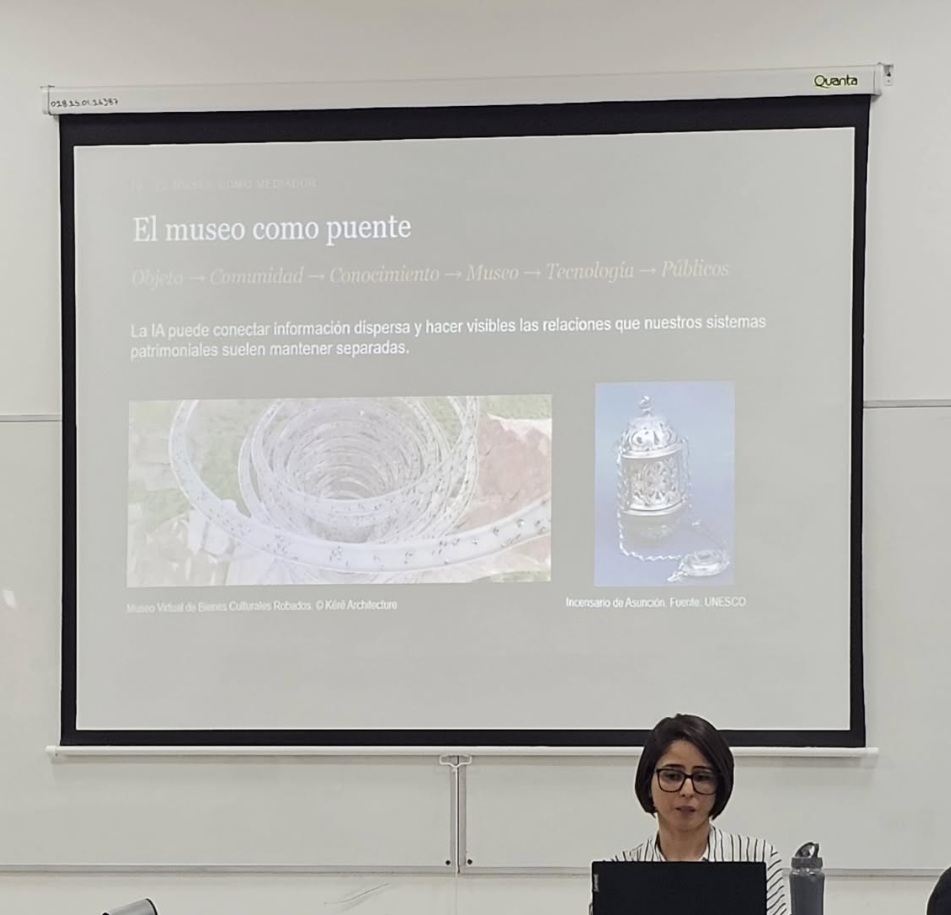 Quanta
El museo como puente
Objeto → Comunidad → Conocimiento → Museo → Tecnología → Públicos
La IA puede conectar información dispersa y hacer visibles las relaciones que nuestros sistemas
patrimoniales suelen mantener separadas.
Museo Virtual de Bienes Culturales Robados. © Kéré Architecture
Incensario de Asunción. Fuente: UNESCO